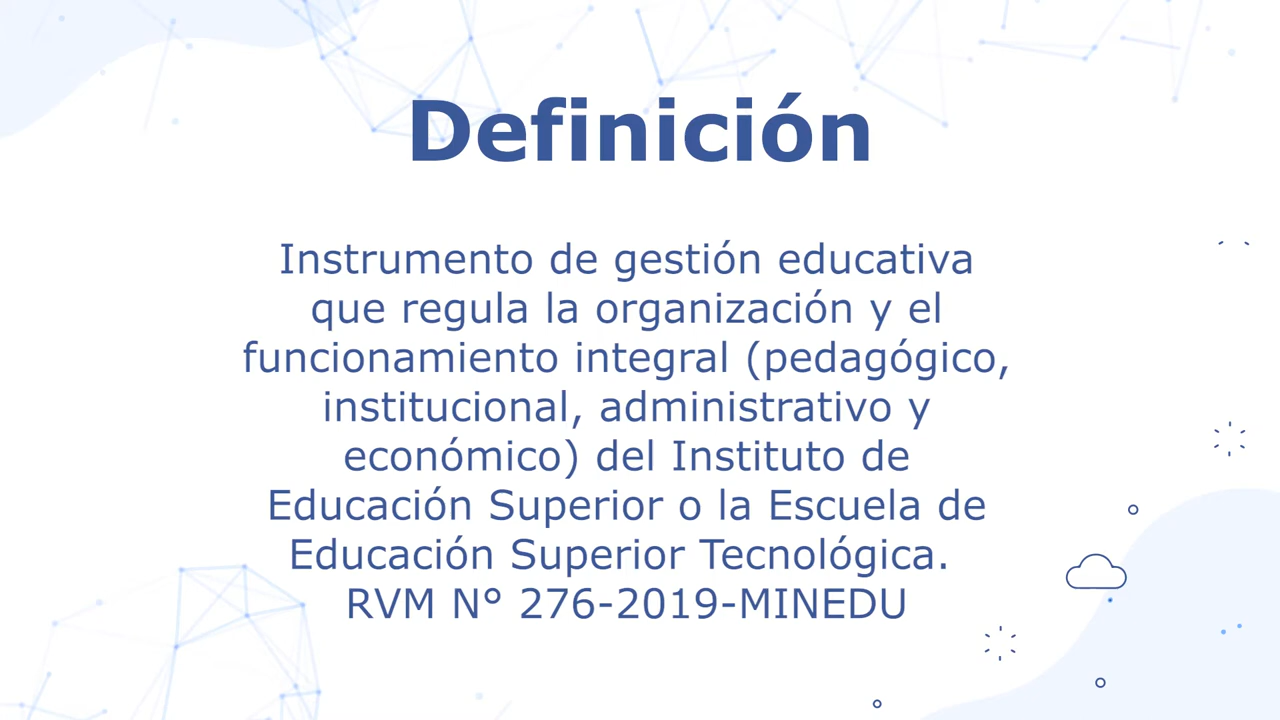 Definición
Instrumento de gestión educativa
que regula la organización y el
funcionamiento integral (pedagógico,
institucional, administrativo y
económico) del Instituto de
Educación Superior o la Escuela de
Educación Superior Tecnológica.
RVM N° 276-2019-MINEDU